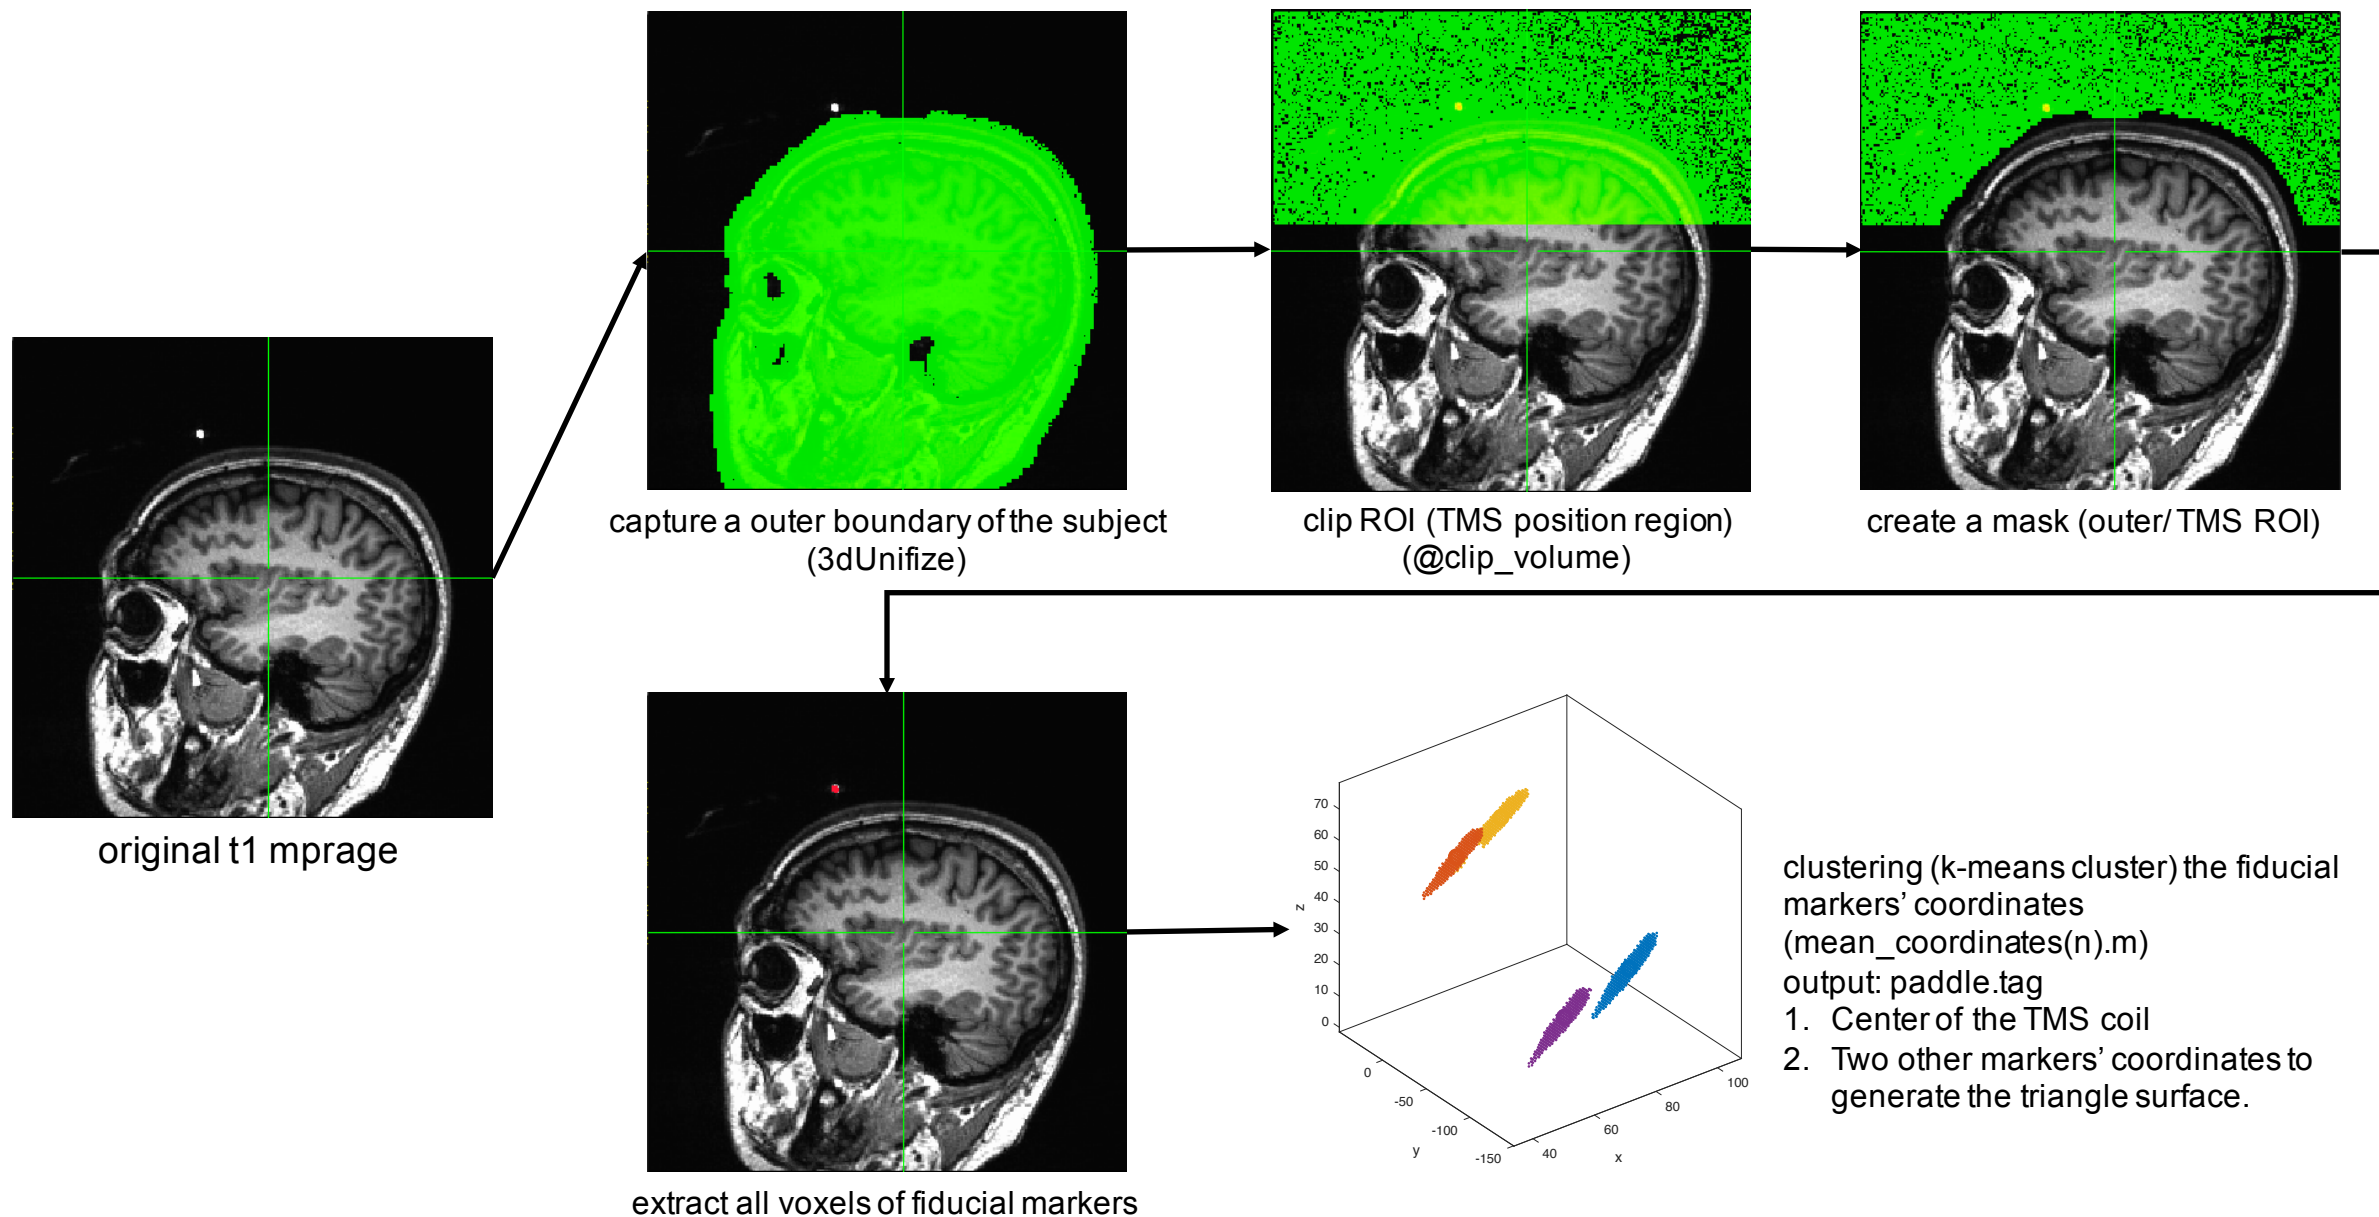 original t1 mprage
capture a outer boundary of the subject
(3dUnifize)
clip ROI (TMS position region)
(@clip_volume)
create a mask (outer/ TMS ROI)
extract all voxels of fiducial markers
70
60
50
40
30
20
10
0
z
0
-50
-100
-150
y
40
60
80
100
x
clustering (k-means cluster) the fiducial
markers’ coordinates
(mean_coordinates(n).m)
output: paddle.tag
1. Center of the TMS coil
2. Two other markers’ coordinates to
generate the triangle surface.